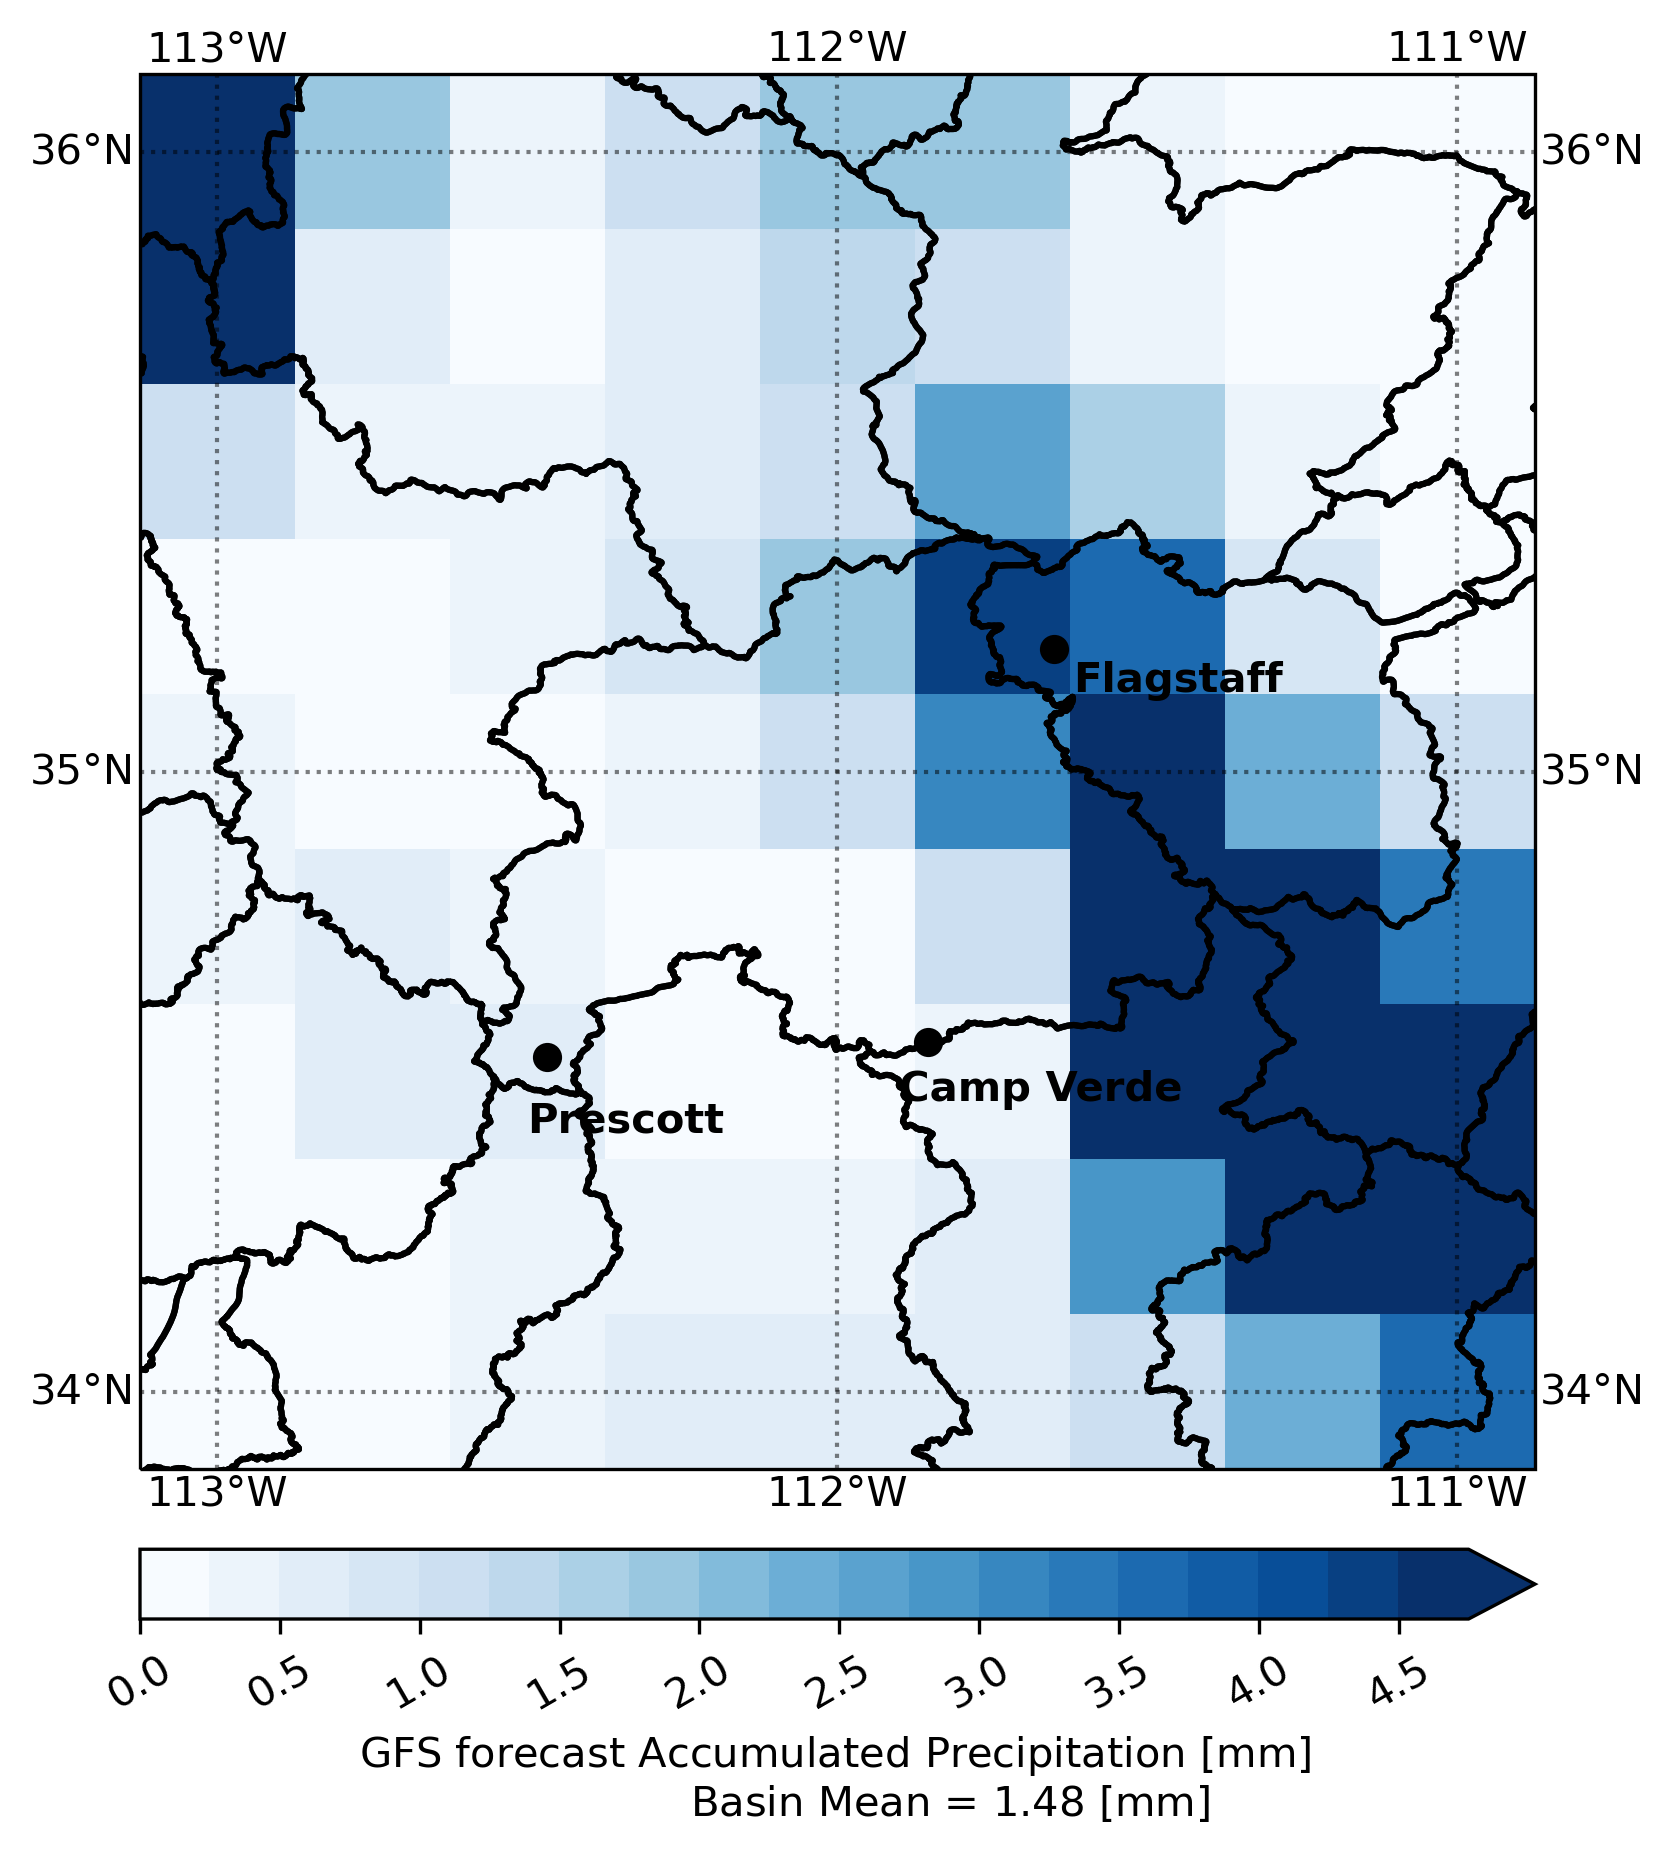 113°W 112°W 111°W
36°N 36°N
Flagstaff
35°N 35°N
Camp Verde
Prescott
34°N 34°N
113°W 112°W 111°W
0.0 0.5 1.0 1.5 2.0 2.5 3.0 3.5 4.0 4.5
GFS forecast Accumulated Precipitation [mm]
Basin Mean = 1.48 [mm]